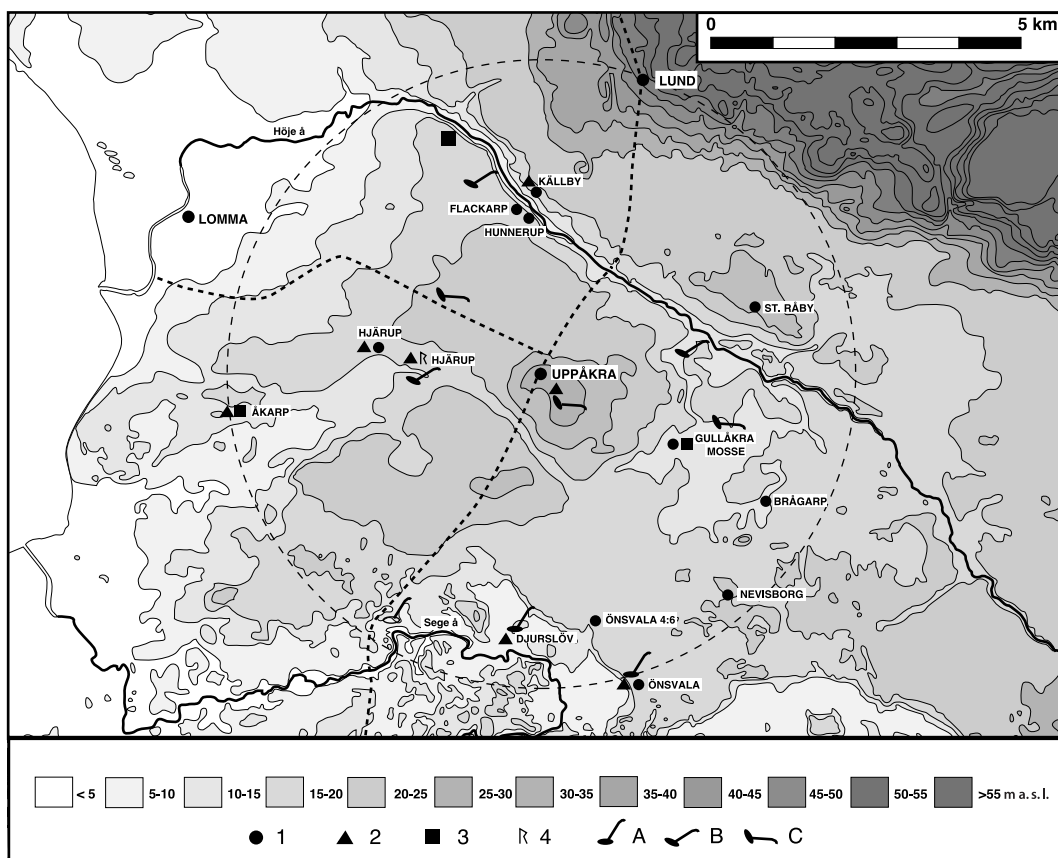 0 5 km
LUND
Höje å
KÄLLBY
FLACKARP
LOMMA
HUNNERUP
ST. RÅBY
HJÄRUP
ᚱ HJÄRUP
UPPÅKRA
ÅKARP
GULLÅKRA
MOSSE
BRÅGARP
NEVISBORG
ÖNSVALA 4:6
Sege å
DJURSLÖV
ÖNSVALA
< 5 5-10 10-15 15-20 20-25 25-30 30-35 35-40 40-45 45-50 50-55 >55 m a.s.l.
1 2 3 ᚱ 4 A B C